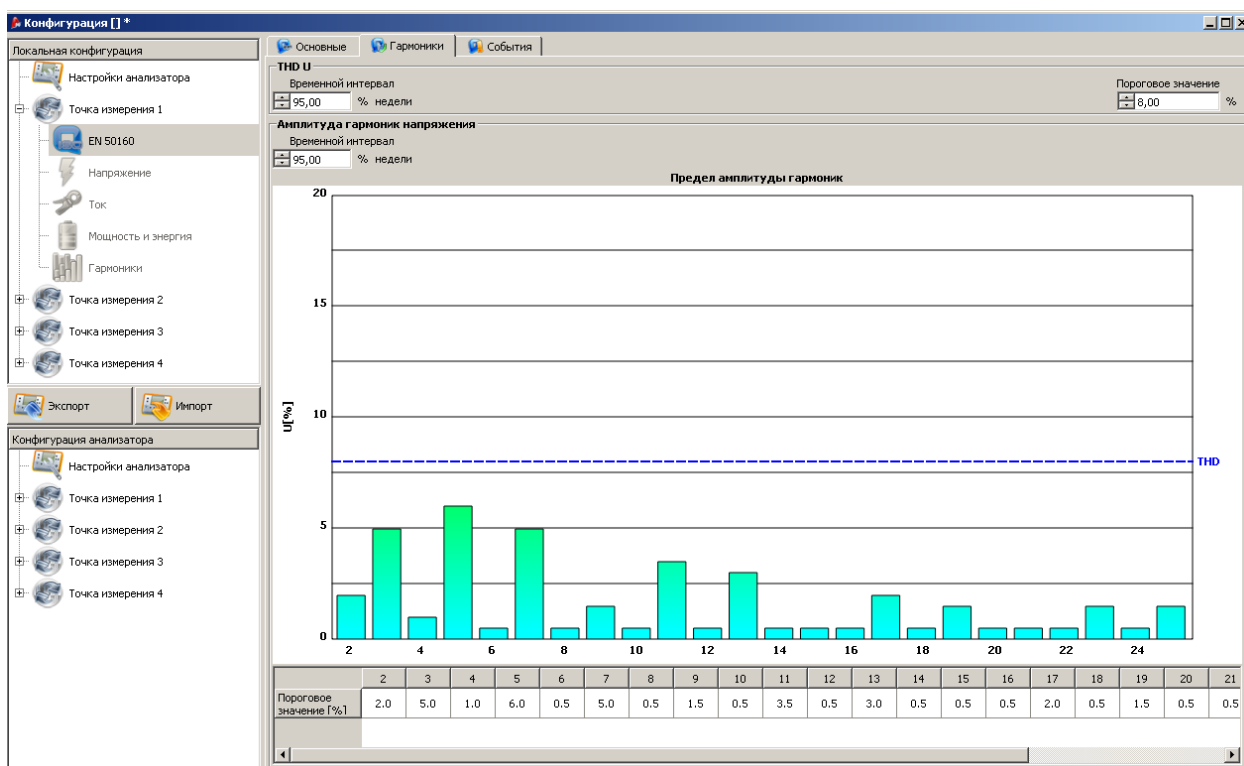 Конфигурация [] *
Локальная конфигурация
Настройки анализатора
Точка измерения 1
EN 50160
Напряжение
Ток
Мощность и энергия
Гармоники
Точка измерения 2
Точка измерения 3
Точка измерения 4
Экспорт
Импорт
Конфигурация анализатора
Настройки анализатора
Точка измерения 1
Точка измерения 2
Точка измерения 3
Точка измерения 4
Основные
Гармоники
События
THD U
Временной интервал
95,00 % недели
Пороговое значение
8,00 %
Амплитуда гармоник напряжения
Временной интервал
95,00 % недели
Предел амплитуды гармоник
20
15
10
5
0
U[%]
THD
2 4 6 8 10 12 14 16 18 20 22 24
2 3 4 5 6 7 8 9 10 11 12 13 14 15 16 17 18 19 20 21
Пороговое
значение [%]
2.0 5.0 1.0 6.0 0.5 5.0 0.5 1.5 0.5 3.5 0.5 3.0 0.5 0.5 0.5 2.0 0.5 1.5 0.5 0.5